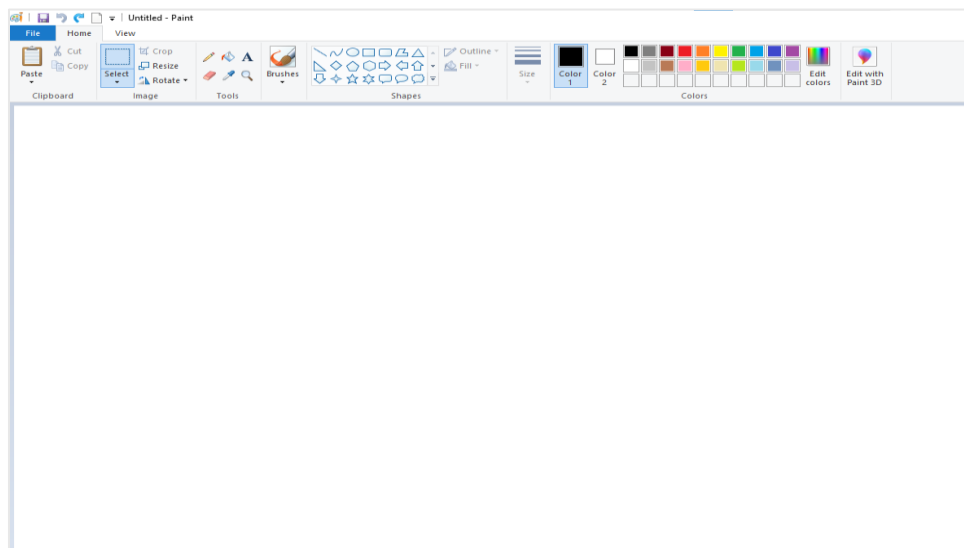 Untitled - Paint
File Home View
Paste
Cut
Copy
Clipboard
Select
Crop
Resize
Rotate
Image
A
Tools
Brushes
Outline
Fill
Shapes
Size
Color 1
Color 2
Edit colors
Colors
Edit with Paint 3D